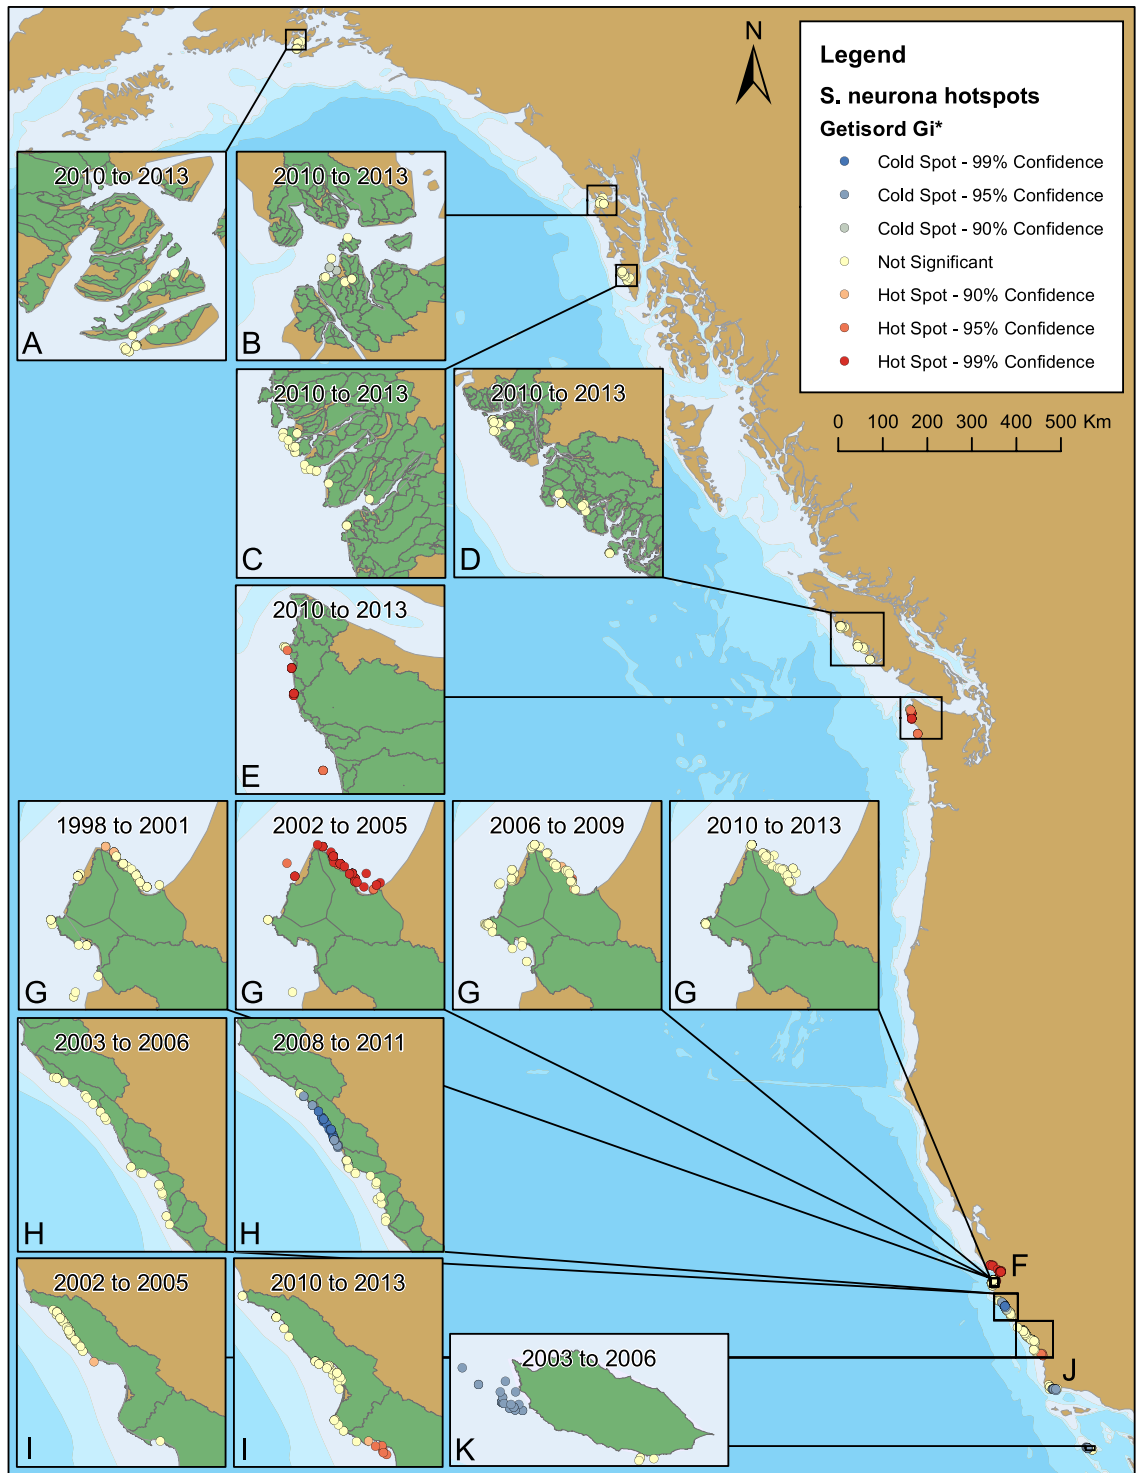 N
Legend
S. neurona hotspots
Getisord Gi*
Cold Spot - 99% Confidence
Cold Spot - 95% Confidence
Cold Spot - 90% Confidence
Not Significant
Hot Spot - 90% Confidence
Hot Spot - 95% Confidence
Hot Spot - 99% Confidence
0 100 200 300 400 500 Km
2010 to 2013
A
2010 to 2013
B
2010 to 2013
C
2010 to 2013
D
2010 to 2013
E
1998 to 2001
G
2002 to 2005
G
2006 to 2009
G
2010 to 2013
G
2003 to 2006
H
2008 to 2011
H
F
2002 to 2005
I
2010 to 2013
I
2003 to 2006
K
J